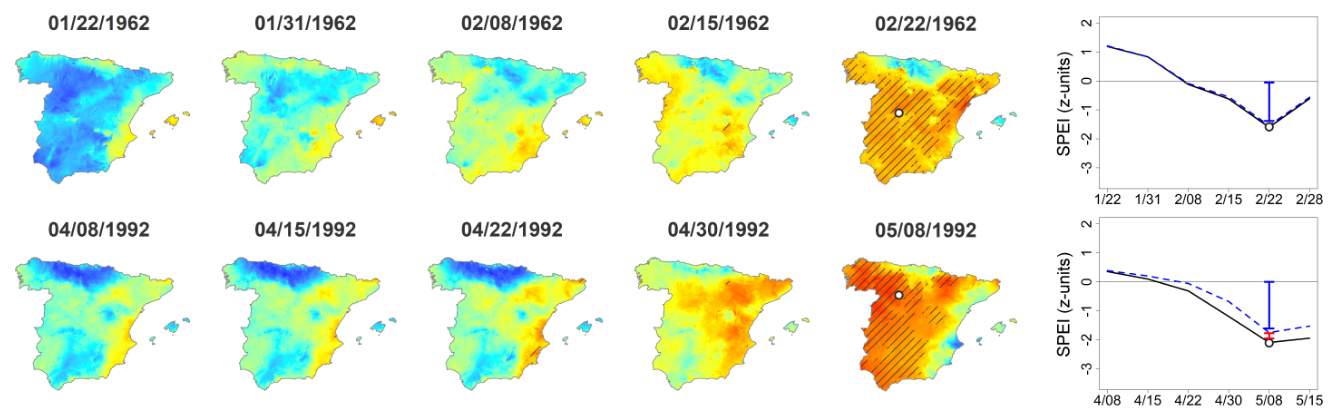 01/22/1962 01/31/1962 02/08/1962 02/15/1962 02/22/1962
2
1
0
-1
-2
-3
SPEI (z-units)
1/22 1/31 2/08 2/15 2/22 2/28
04/08/1992 04/15/1992 04/22/1992 04/30/1992 05/08/1992
2
1
0
-1
-2
-3
SPEI (z-units)
4/08 4/15 4/22 4/30 5/08 5/15